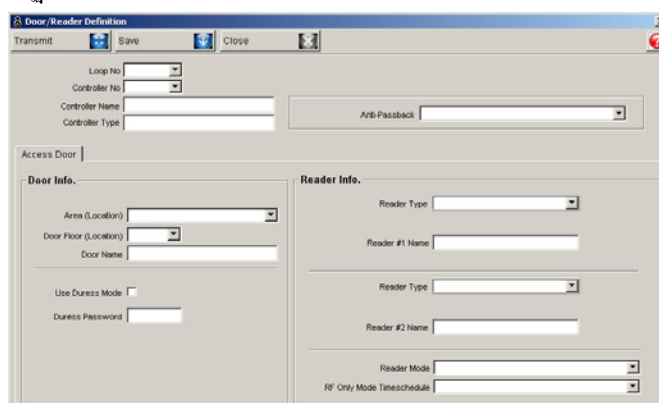 Door/Reader Definition
Transmit Save Close
Loop No
Controller No
Controller Name
Controller Type
Anti-Passback
Access Door
Door Info.
Area (Location)
Door Floor (Location)
Door Name
Use Duress Mode
Duress Password
Reader Info.
Reader Type
Reader #1 Name
Reader Type
Reader #2 Name
Reader Mode
RF Only Mode Timeschedule